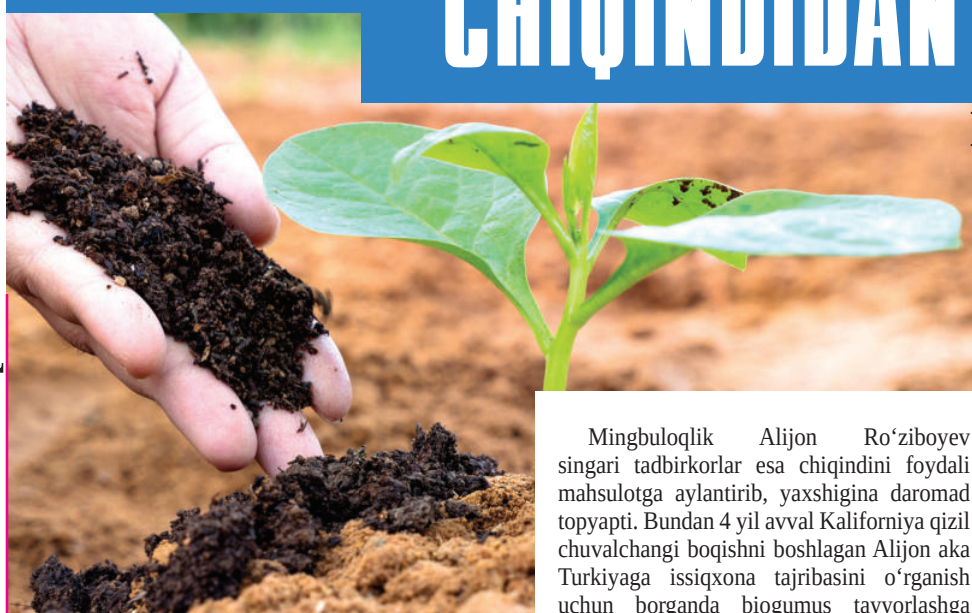 CHIQINDIDAN
Mingbuloqlik Alijon Ro‘ziboyev
singari tadbirkorlar esa chiqindini foydali
mahsulotga aylantirib, yaxshigina daromad
topyapti. Bundan 4 yil avval Kaliforniya qizil
chuvalchangi boqishni boshlagan Alijon aka
Turkiyaga issiqxona tajribasini o‘rganish
uchun borganda biogumus tayyorlashga